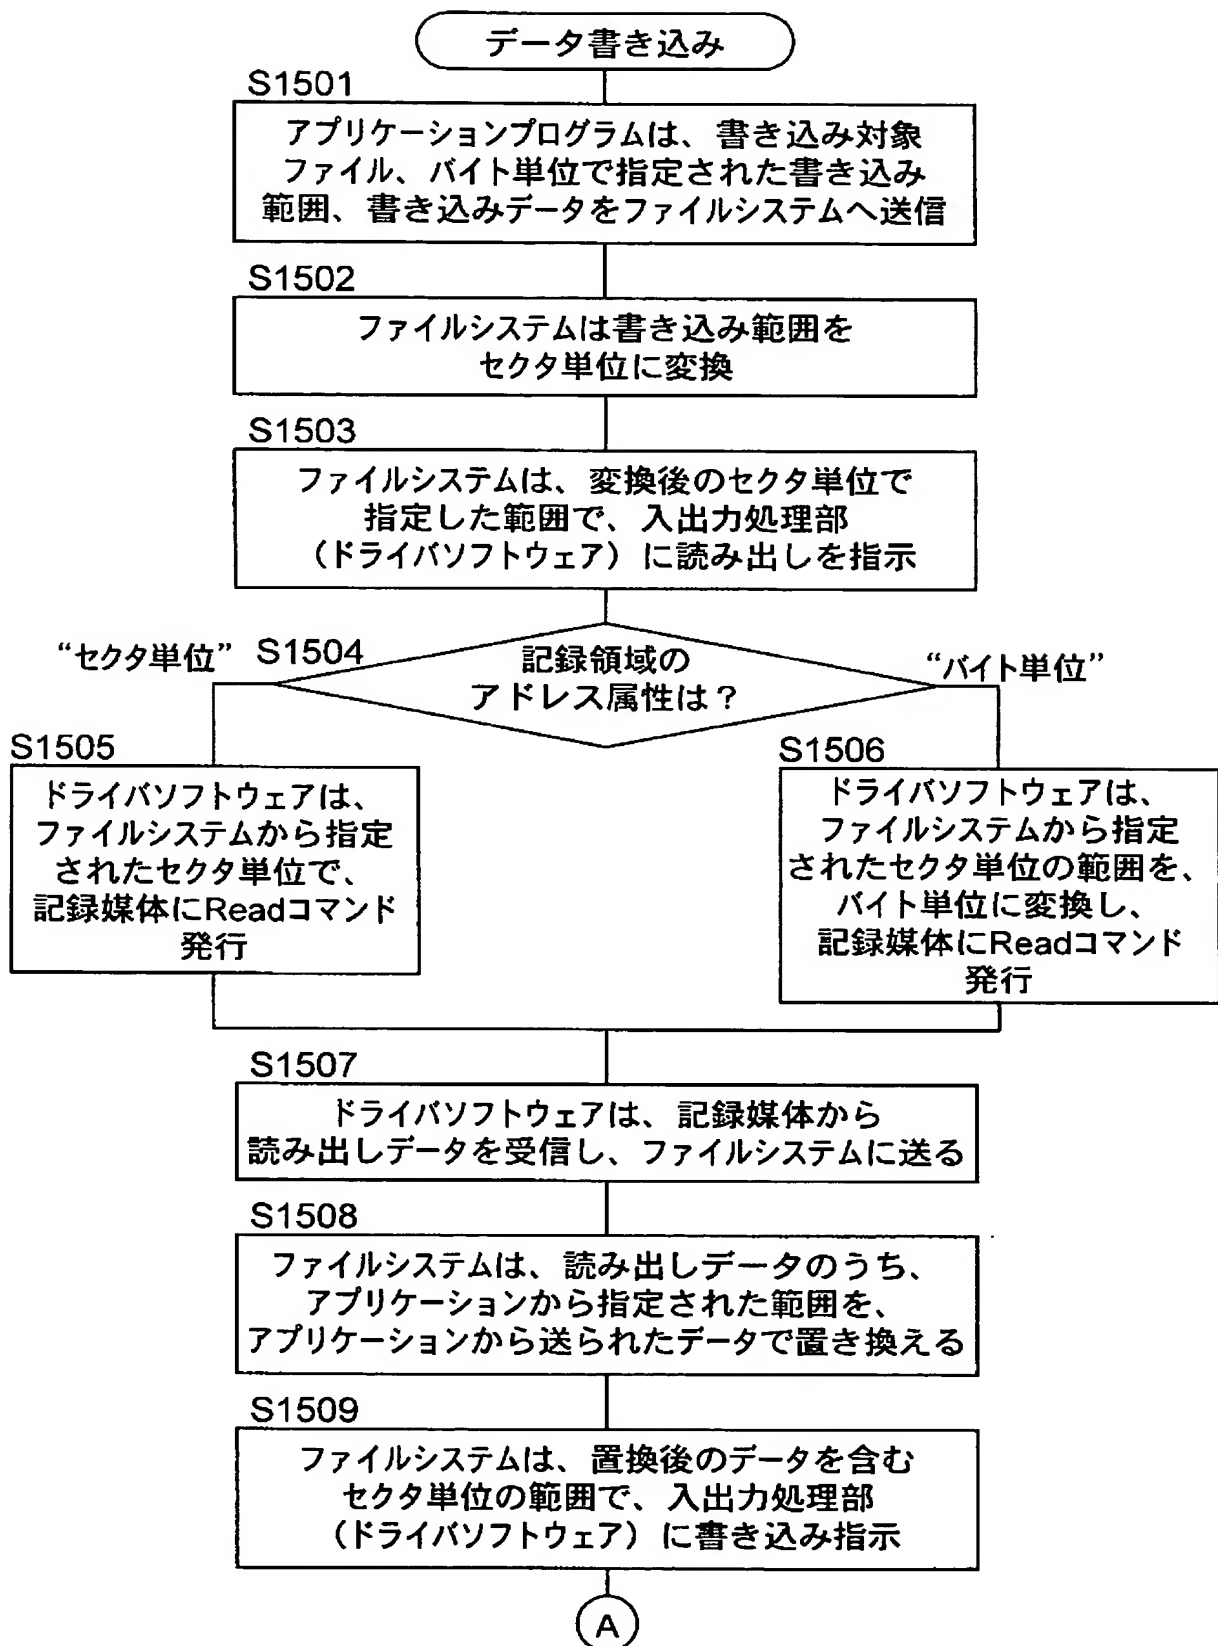 データ書き込み
S1501
アプリケーションプログラムは、書き込み対象
ファイル、バイト単位で指定された書き込み
範囲、書き込みデータをファイルシステムへ送信
S1502
ファイルシステムは書き込み範囲を
セクタ単位に変換
S1503
ファイルシステムは、変換後のセクタ単位で
指定した範囲で、入出力処理部
（ドライバソフトウェア）に読み出しを指示
S1504
記録領域の
アドレス属性は？
“セクタ単位”
“バイト単位”
S1505
ドライバソフトウェアは、
ファイルシステムから指定
されたセクタ単位で、
記録媒体にReadコマンド
発行
S1506
ドライバソフトウェアは、
ファイルシステムから指定
されたセクタ単位の範囲を、
バイト単位に変換し、
記録媒体にReadコマンド
発行
S1507
ドライバソフトウェアは、記録媒体から
読み出しデータを受信し、ファイルシステムに送る
S1508
ファイルシステムは、読み出しデータのうち、
アプリケーションから指定された範囲を、
アプリケーションから送られたデータで置き換える
S1509
ファイルシステムは、置換後のデータを含む
セクタ単位の範囲で、入出力処理部
（ドライバソフトウェア）に書き込み指示
A